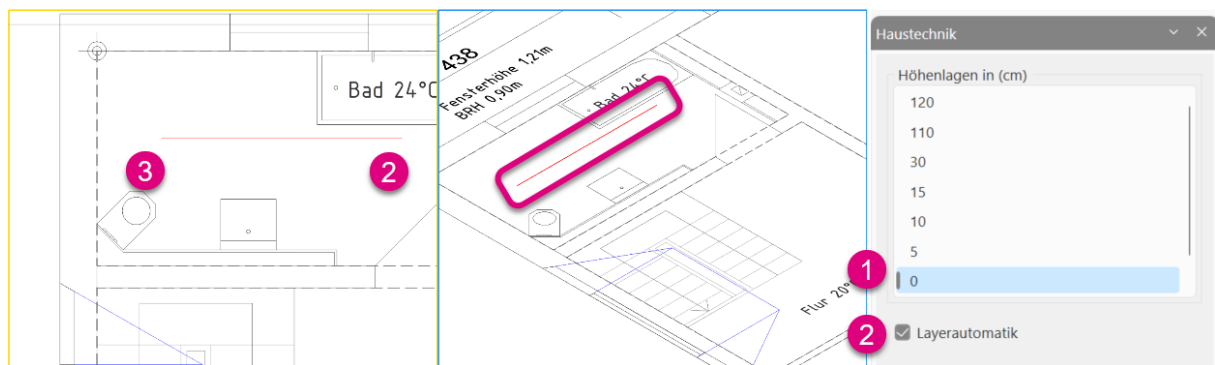 Bad 24°C
3
2
438
Fensterhöhe 1,21m
BRH 0,90m
Bad 24°C
Flur 20°
Haustechnik
Höhenlagen in (cm)
120
110
30
15
10
5
1
0
2
Layerautomatik